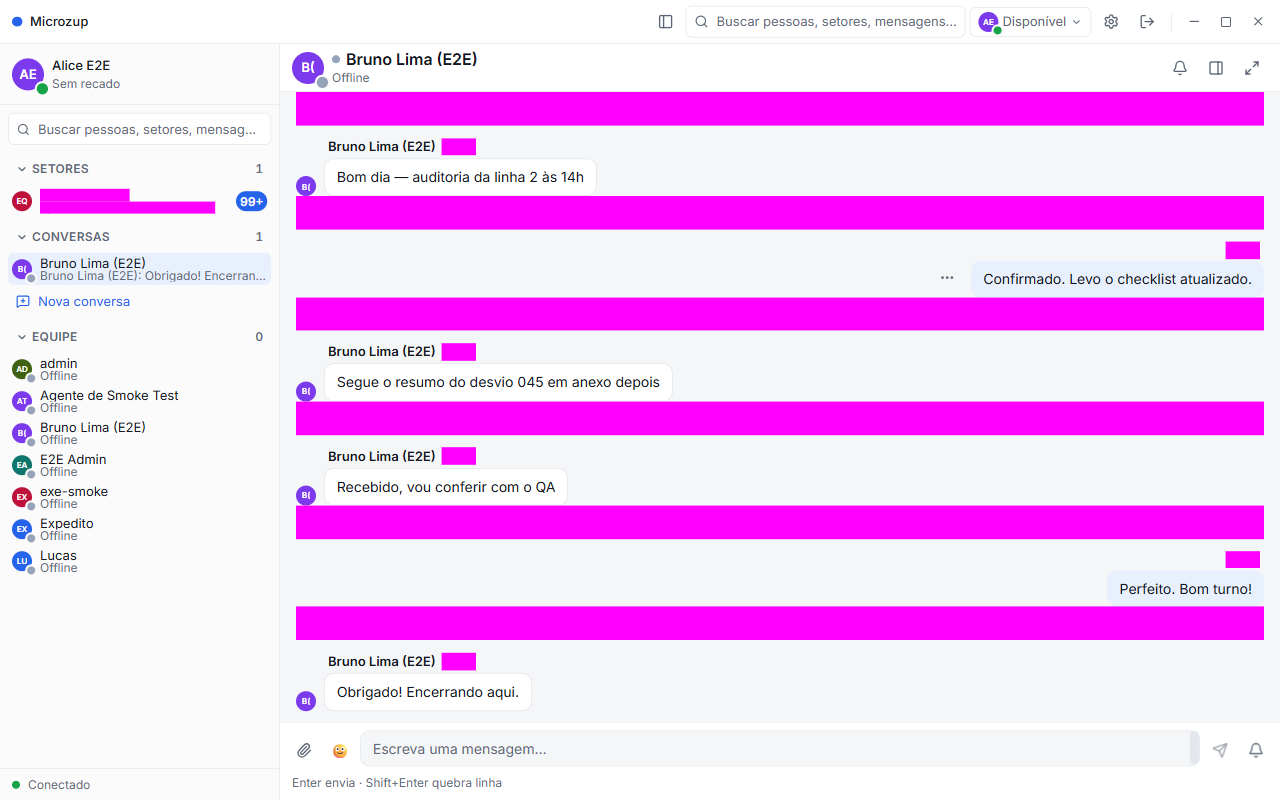 Microzup
Buscar pessoas, setores, mensagens...
AE Disponível
AE
Alice E2E
Sem recado
Buscar pessoas, setores, mensag...
SETORES 1
EQ 99+
CONVERSAS 1
B( Bruno Lima (E2E)
Bruno Lima (E2E): Obrigado! Encerran...
Nova conversa
EQUIPE 0
AD admin
Offline
AT Agente de Smoke Test
Offline
B( Bruno Lima (E2E)
Offline
EA E2E Admin
Offline
EX exe-smoke
Offline
EX Expedito
Offline
LU Lucas
Offline
Conectado
B( Bruno Lima (E2E)
Offline
Bruno Lima (E2E)
B( Bom dia — auditoria da linha 2 às 14h
Confirmado. Levo o checklist atualizado.
Bruno Lima (E2E)
B( Segue o resumo do desvio 045 em anexo depois
Bruno Lima (E2E)
B( Recebido, vou conferir com o QA
Perfeito. Bom turno!
Bruno Lima (E2E)
B( Obrigado! Encerrando aqui.
Escreva uma mensagem...
Enter envia · Shift+Enter quebra linha